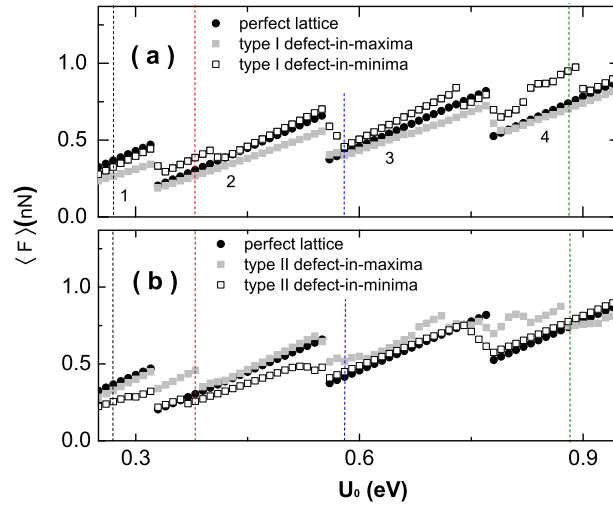 ( a )
perfect lattice
type I defect-in-maxima
type I defect-in-minima
1.0
0.5
0.0
1
2
3
4
⟨ F ⟩(nN)
( b )
perfect lattice
type II defect-in-maxima
type II defect-in-minima
1.0
0.5
0.0
0.3
0.6
0.9
U₀ (eV)